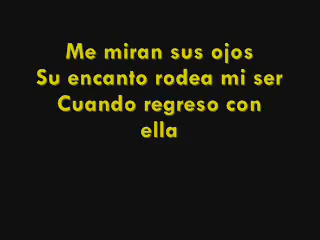 Me miran sus ojos
Su encanto rodea mi ser
Cuando regreso con
ella